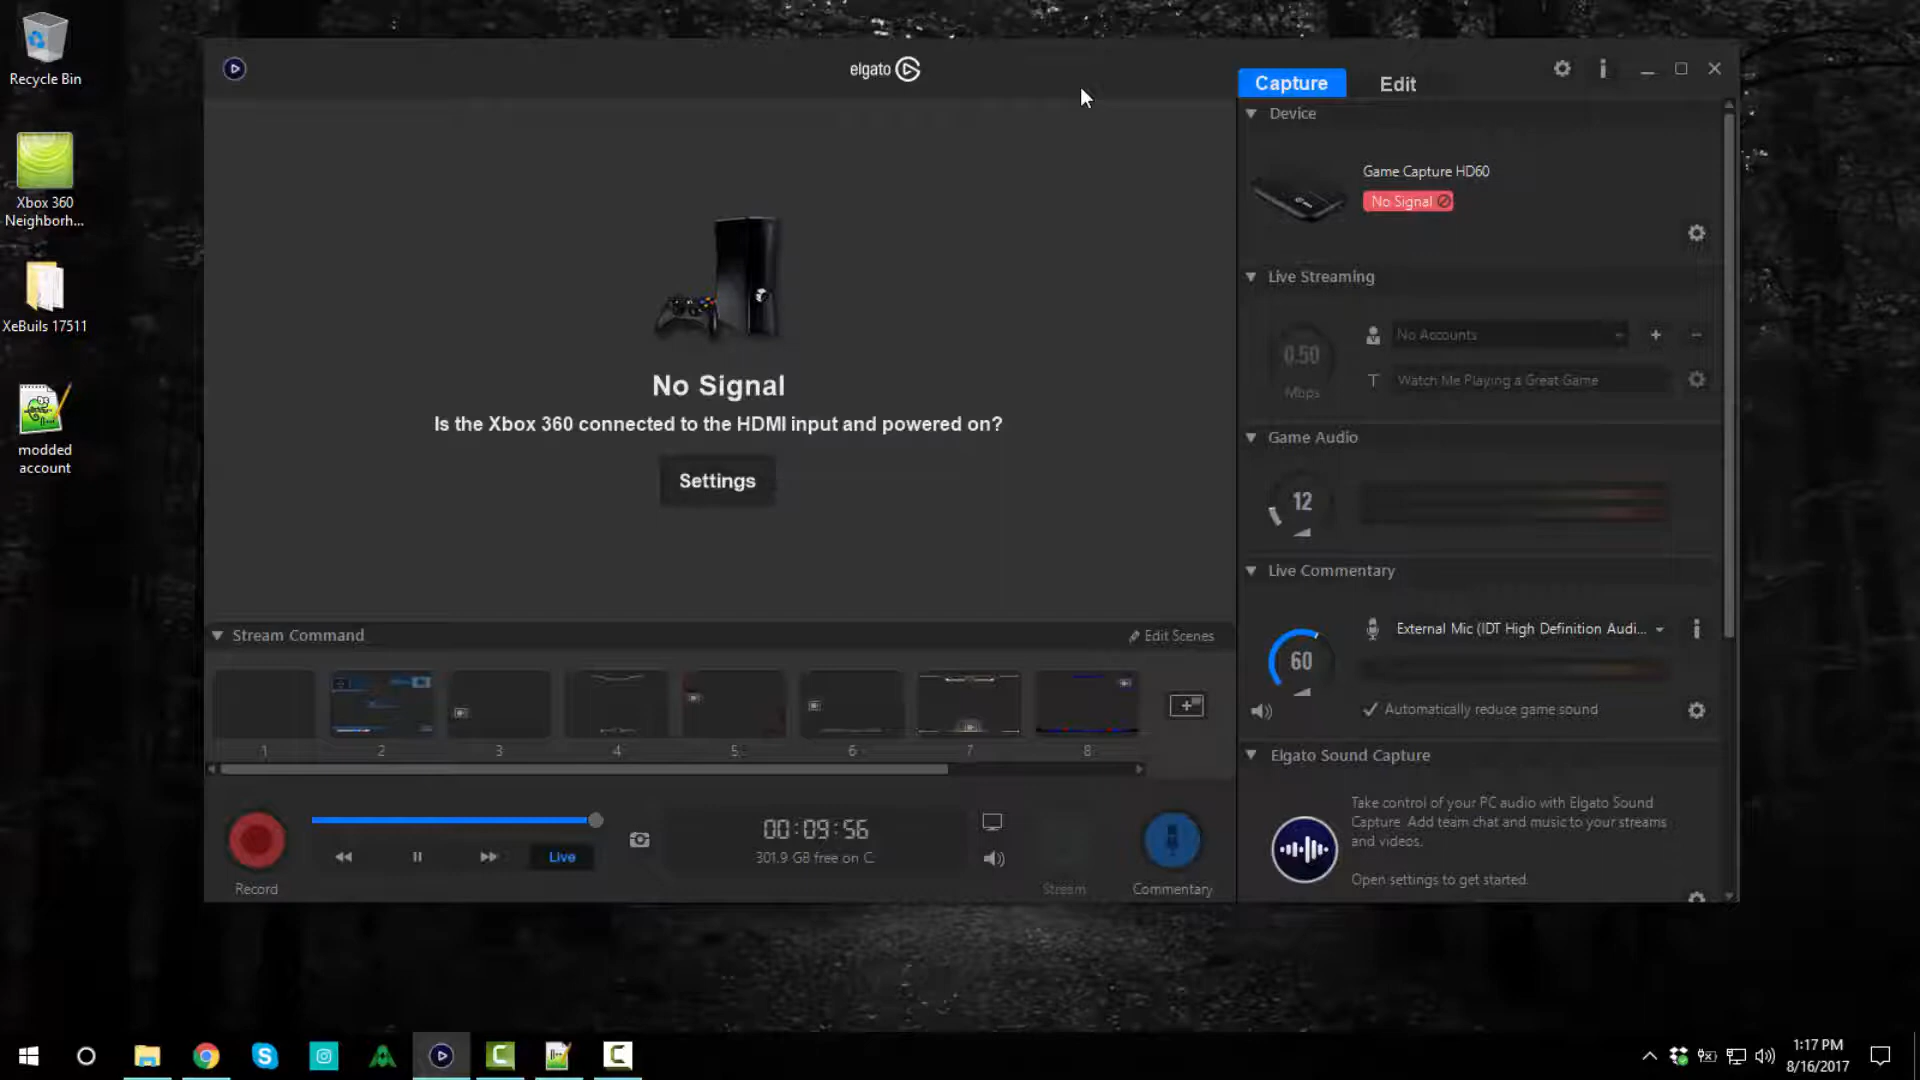 Recycle Bin
Xbox 360
Neighborh...
XeBuils 17511
modded
account
elgato
Capture
Edit
Device
Game Capture HD60
No Signal
Live Streaming
0.50
Mbps
No Accounts
T
Watch Me Playing a Great Game
Game Audio
12
Live Commentary
External Mic (IDT High Definition Audi...
60
Automatically reduce game sound
Elgato Sound Capture
Take control of your PC audio with Elgato Sound
Capture. Add team chat and music to your streams
and videos.
Open settings to get started.
No Signal
Is the Xbox 360 connected to the HDMI input and powered on?
Settings
Stream Command
Edit Scenes
1
2
3
4
5
6
7
8
Record
Live
00:09:56
301.9 GB free on C:
Stream
Commentary
1:17 PM
8/16/2017